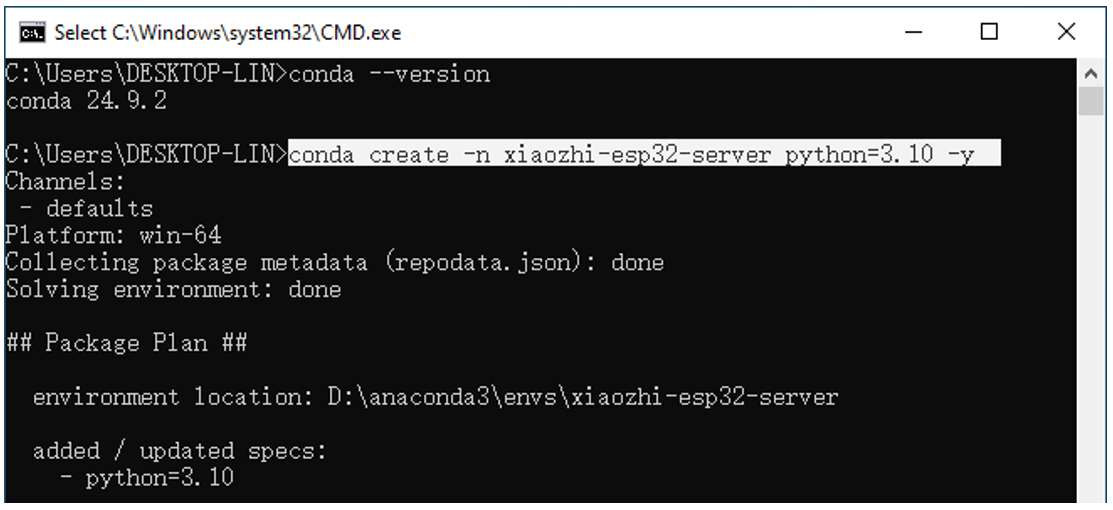 Select C:\Windows\system32\CMD.exe
C:\Users\DESKTOP-LIN>conda --version
conda 24.9.2
C:\Users\DESKTOP-LIN>conda create -n xiaozhi-esp32-server python=3.10 -y
Channels:
 - defaults
Platform: win-64
Collecting package metadata (repodata.json): done
Solving environment: done
## Package Plan ##
  environment location: D:\anaconda3\envs\xiaozhi-esp32-server
  added / updated specs:
    - python=3.10